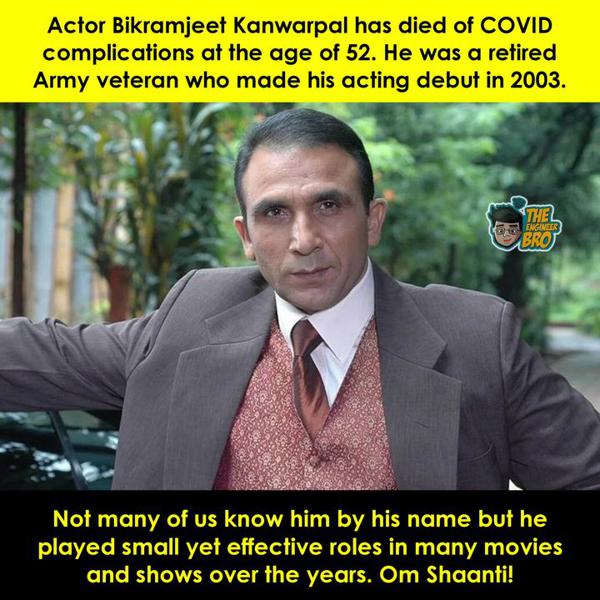 Actor Bikramjeet Kanwarpal has died of COVID
complications at the age of 52. He was a retired
Army veteran who made his acting debut in 2003.
THE
ENGINEER
BRO
Not many of us know him by his name but he
played small yet effective roles in many movies
and shows over the years. Om Shaanti!